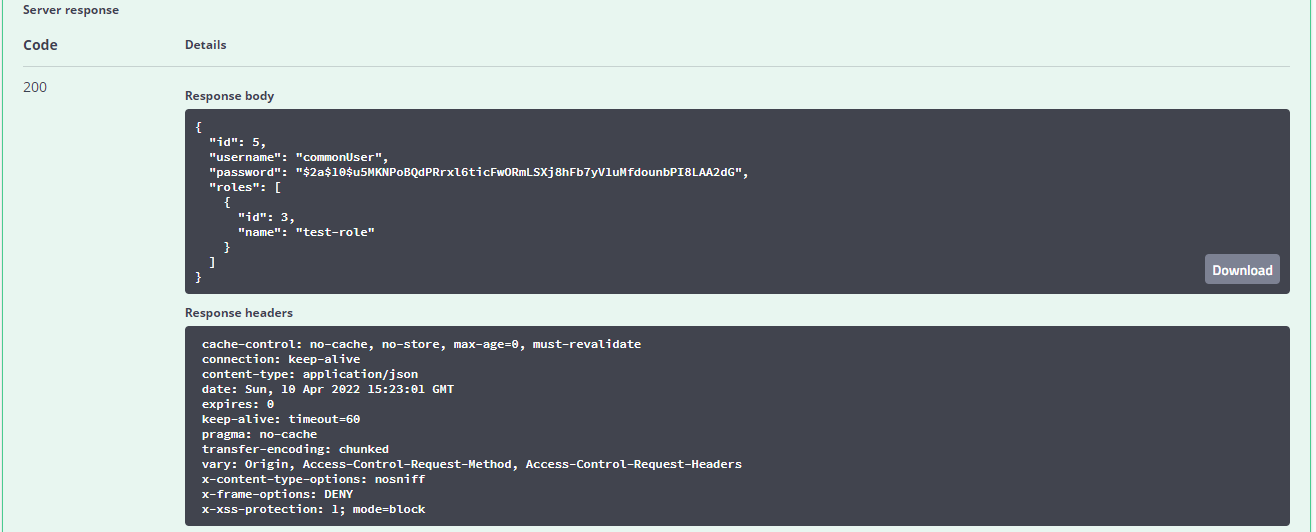 Server response
Code Details
200
Response body
{
"id": 5,
"username": "commonUser",
"password": "$2a$10$u5MKNPoBQdPRrxl6ticFwORmLSXj8hFb7yVluMfdounbPI8LAA2dG",
"roles": [
{
"id": 3,
"name": "test-role"
}
]
}
Download
Response headers
cache-control: no-cache, no-store, max-age=0, must-revalidate
connection: keep-alive
content-type: application/json
date: Sun, 10 Apr 2022 15:23:01 GMT
expires: 0
keep-alive: timeout=60
pragma: no-cache
transfer-encoding: chunked
vary: Origin, Access-Control-Request-Method, Access-Control-Request-Headers
x-content-type-options: nosniff
x-frame-options: DENY
x-xss-protection: 1; mode=block